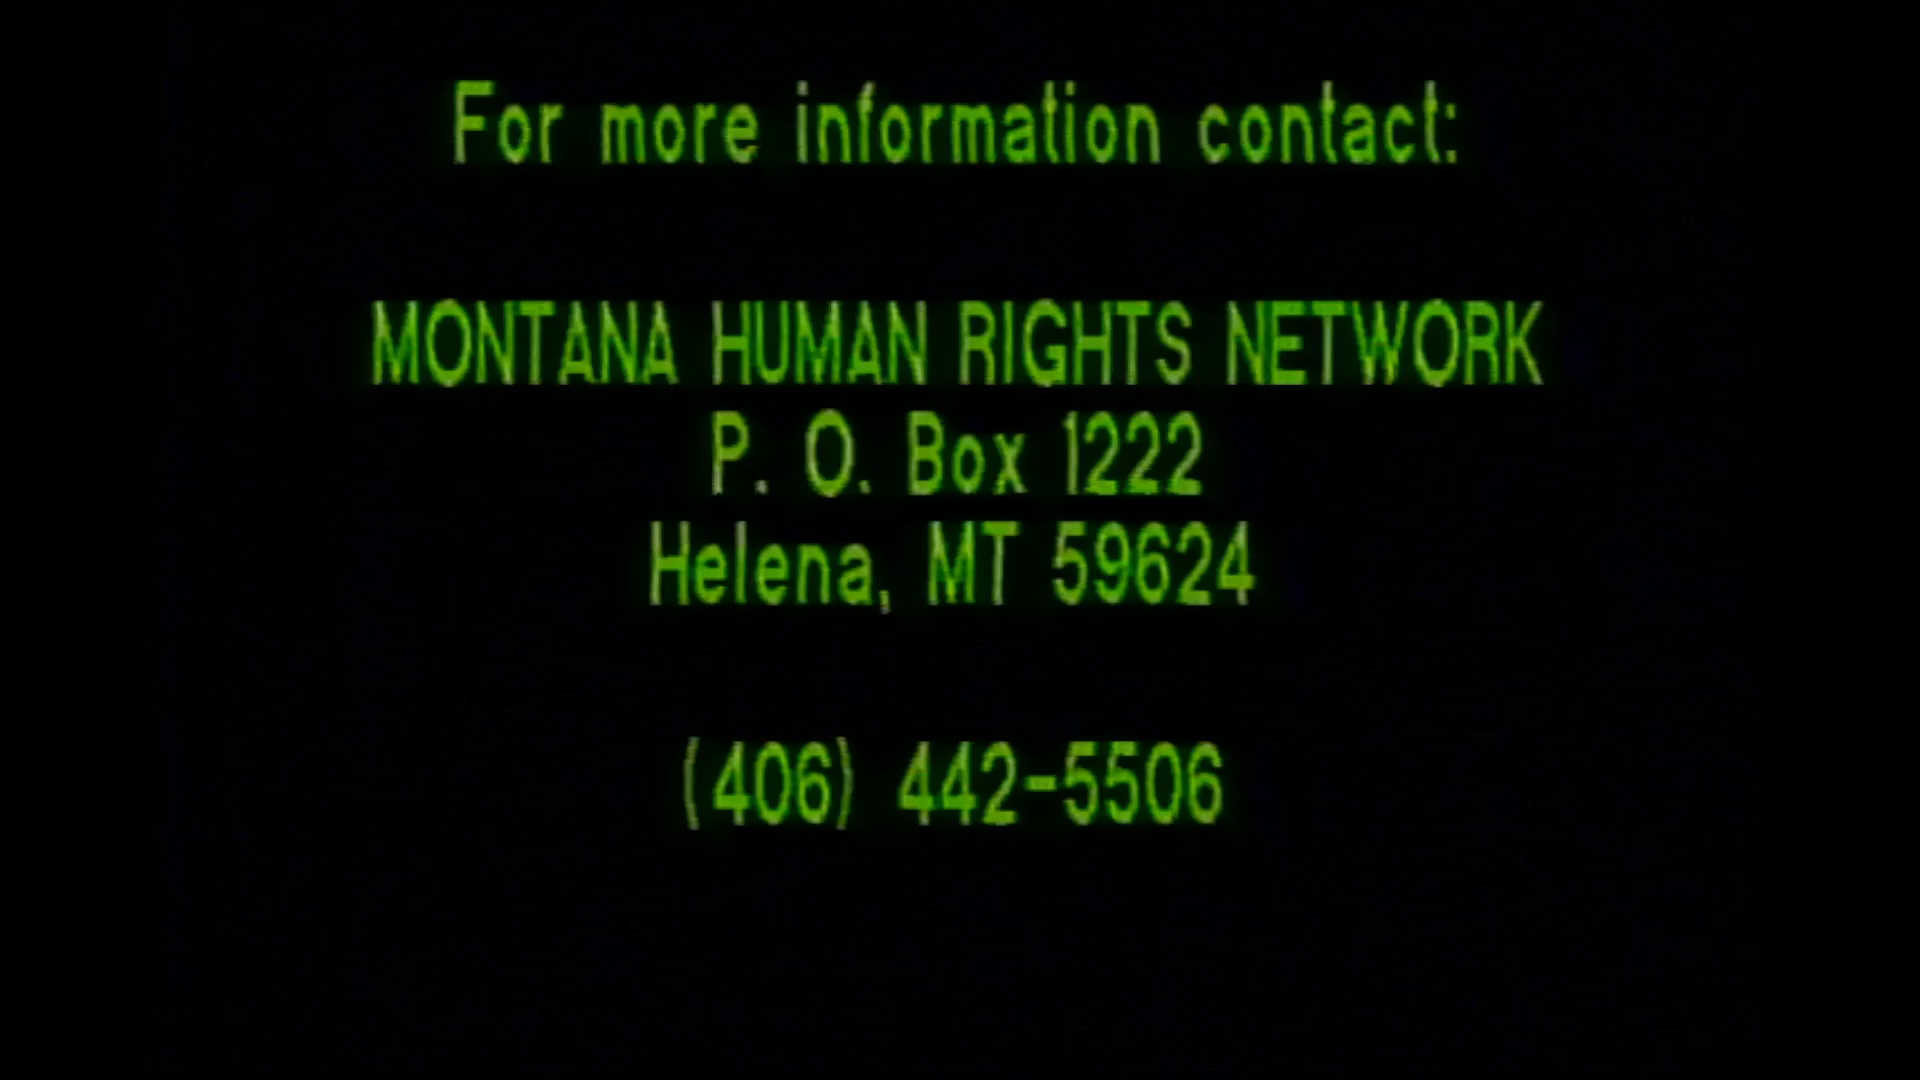 For more information contact:
MONTANA HUMAN RIGHTS NETWORK
P. O. Box 1222
Helena, MT 59624
(406) 442-5506